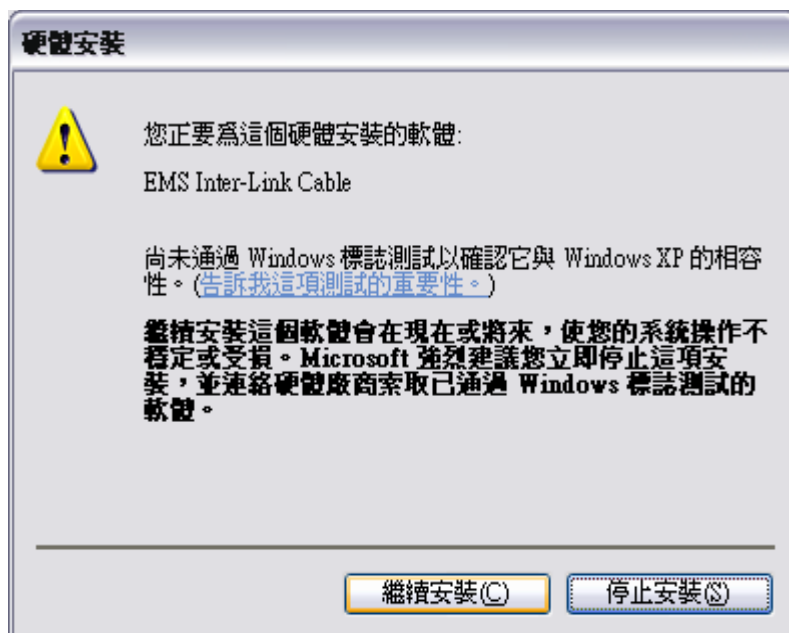 硬體安裝
您正要為這個硬體安裝的軟體:
EMS Inter-Link Cable
尚未通過 Windows 標誌測試以確認它與 Windows XP 的相容
性。(告訴我這項測試的重要性。)
繼續安裝這個軟體會在現在或將來，使您的系統操作不
穩定或受損。Microsoft 強烈建議您立即停止這項安
裝，並連絡硬體廠商索取已通過 Windows 標誌測試的
軟體。
繼續安裝(C)
停止安裝(S)